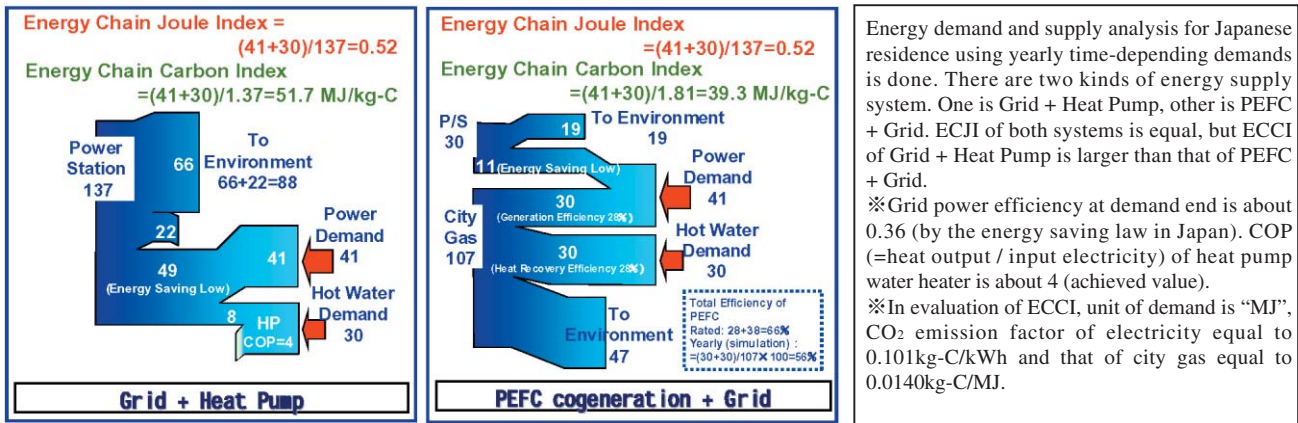 Energy Chain Joule Index =
(41+30)/137=0.52
Energy Chain Carbon Index
=(41+30)/1.37=51.7 MJ/kg-C
Power
Station
137
66
To
Environment
66+22=88
22
49
(Energy Saving Low)
41
Power
Demand
41
8
HP
COP=4
Hot Water
Demand
30
Grid + Heat Pump
Energy Chain Joule Index
=(41+30)/137=0.52
Energy Chain Carbon Index
=(41+30)/1.81=39.3 MJ/kg-C
P/S
30
19
To Environment
19
11(Energy Saving Low)
Power
Demand
41
30
(Generation Efficiency 28%)
City
Gas
107
30
(Heat Recovery Efficiency 28%)
Hot Water
Demand
30
To
Environment
47
Total Efficiency of
PEFC
Rated: 28+38=66%
Yearly (simulation) :
=(30+30)/107×100=56%
PEFC cogeneration + Grid
Energy demand and supply analysis for Japanese
residence using yearly time-depending demands
is done. There are two kinds of energy supply
system. One is Grid + Heat Pump, other is PEFC
+ Grid. ECJI of both systems is equal, but ECCI
of Grid + Heat Pump is larger than that of PEFC
+ Grid.
※Grid power efficiency at demand end is about
0.36 (by the energy saving law in Japan). COP
(=heat output / input electricity) of heat pump
water heater is about 4 (achieved value).
※In evaluation of ECCI, unit of demand is “MJ”,
CO₂ emission factor of electricity equal to
0.101kg-C/kWh and that of city gas equal to
0.0140kg-C/MJ.